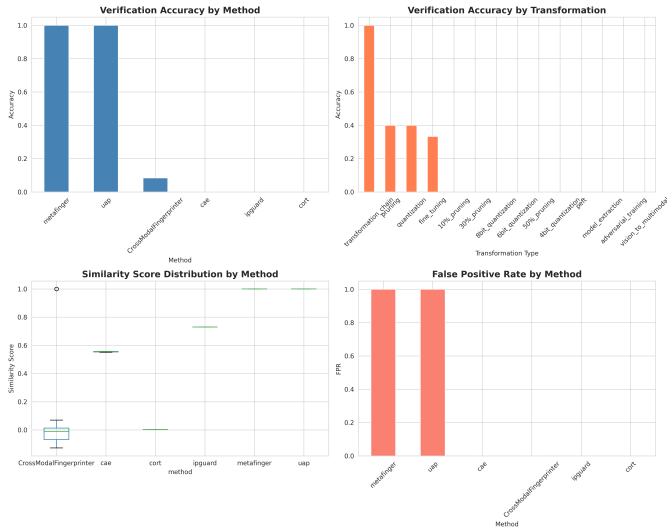 Verification Accuracy by Method
1.0
0.8
0.6
0.4
0.2
0.0
Accuracy
metafinger
uap
CrossModalFingerprinter
cae
ipguard
cort
Method
Verification Accuracy by Transformation
1.0
0.8
0.6
0.4
0.2
0.0
Accuracy
transformation_chain
pruning
quantization
fine_tuning
10%_pruning
30%_pruning
8bit_quantization
6bit_quantization
50%_pruning
4bit_quantization
peft
model_extraction
adversarial_training
vision_to_multimodal
Transformation Type
Similarity Score Distribution by Method
1.0
0.8
0.6
0.4
0.2
0.0
Similarity Score
CrossModalFingerprinter
cae
cort
ipguard
metafinger
uap
method
False Positive Rate by Method
1.0
0.8
0.6
0.4
0.2
0.0
FPR
metafinger
uap
cae
CrossModalFingerprinter
ipguard
cort
Method